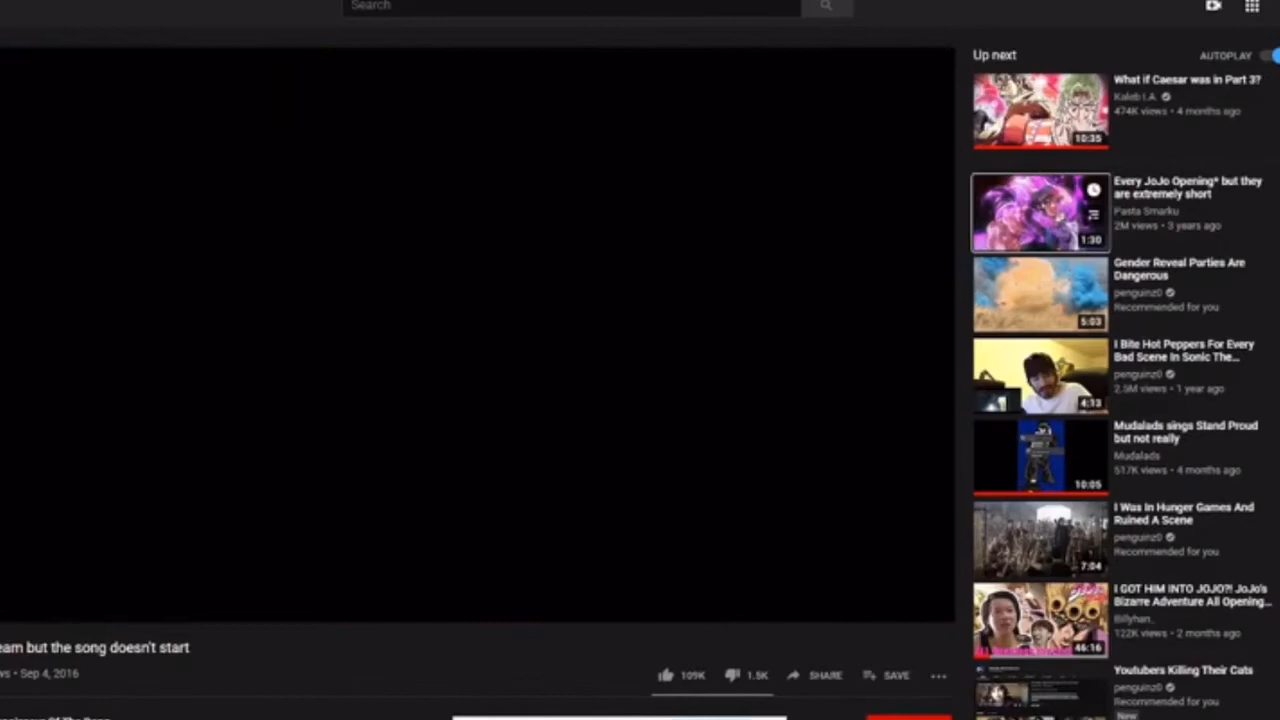 Search
Up next
AUTOPLAY
What if Caesar was in Part 3?
Kaleb I.A.
474K views • 4 months ago
10:35
Every JoJo Opening* but they
are extremely short
Pasta Smarku
2M views • 3 years ago
1:30
Gender Reveal Parties Are
Dangerous
penguinz0
Recommended for you
5:03
I Bite Hot Peppers For Every
Bad Scene In Sonic The...
penguinz0
2.5M views • 1 year ago
4:13
Mudalads sings Stand Proud
but not really
Mudalads
517K views • 4 months ago
10:05
I Was In Hunger Games And
Ruined A Scene
penguinz0
Recommended for you
7:04
I GOT HIM INTO JOJO?! JoJo's
Bizarre Adventure All Opening...
Billyhan_
122K views • 2 months ago
46:16
Youtubers Killing Their Cats
penguinz0
Recommended for you
New
eam but the song doesn't start
ws • Sep 4, 2016
109K
1.5K
SHARE
SAVE